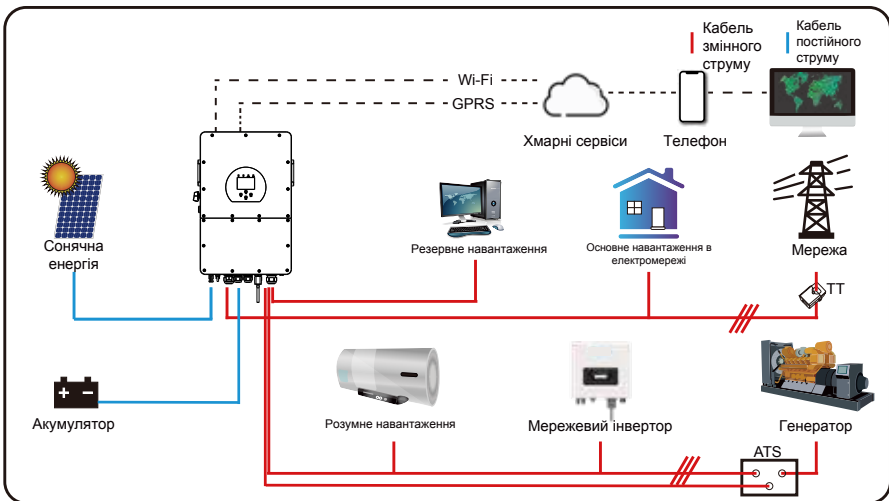 Кабель
змінного
струму
Кабель
постійного
струму
Wi-Fi
GPRS
Хмарні сервіси
Телефон
Сонячна
енергія
Резервне навантаження
Основне навантаження в
електромережі
Мережа
ТТ
Акумулятор
Розумне навантаження
Мережевий інвертор
Генератор
ATS